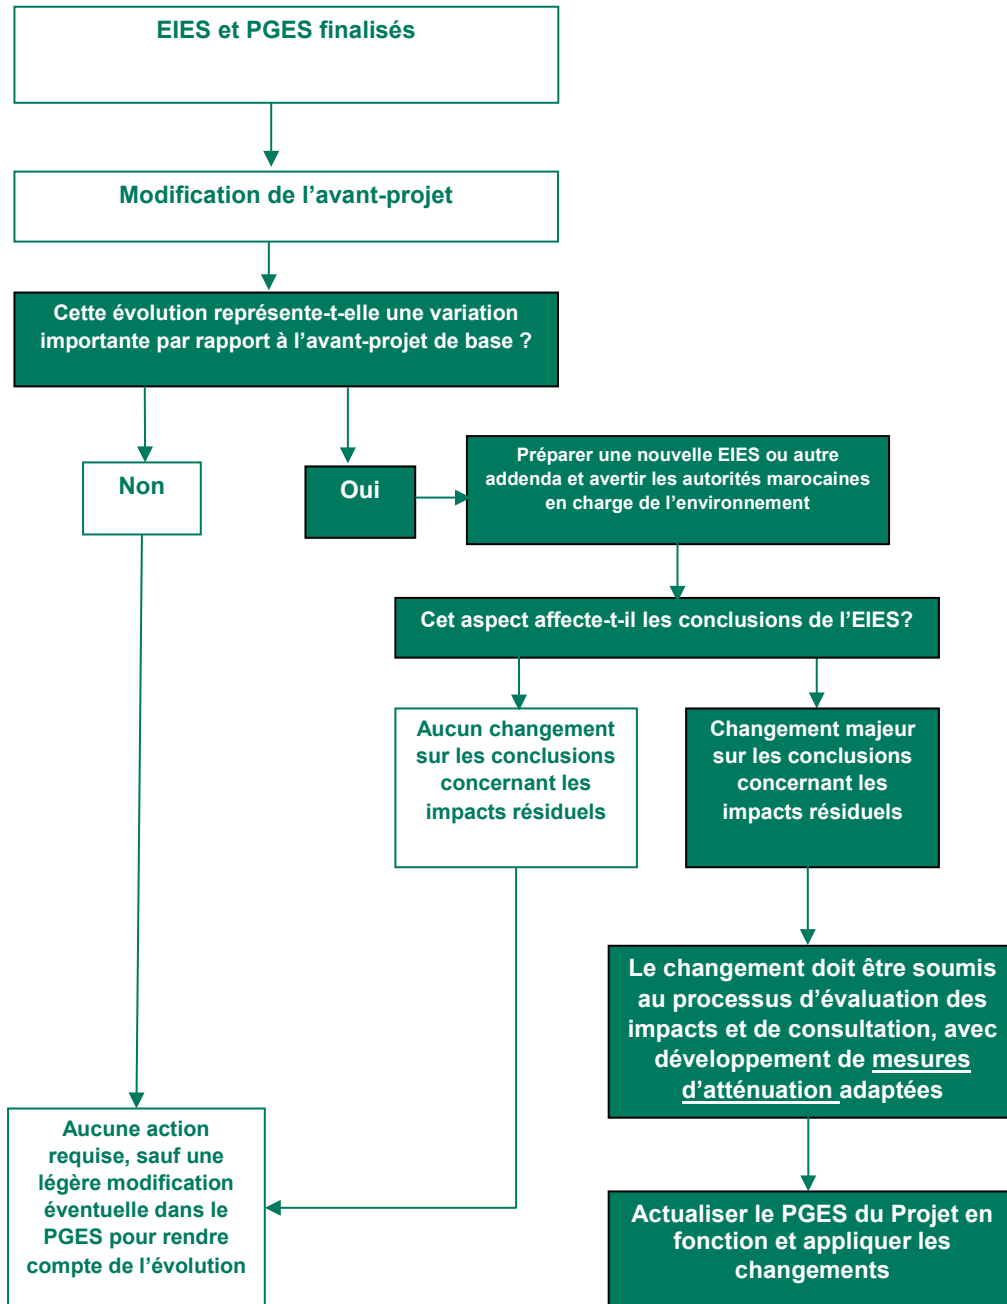 EIES et PGES finalisés
Modification de l’avant-projet
Cette évolution représente-t-elle une variation
importante par rapport à l’avant-projet de base ?
Non
Oui
Préparer une nouvelle EIES ou autre
addenda et avertir les autorités marocaines
en charge de l’environnement
Cet aspect affecte-t-il les conclusions de l’EIES?
Aucun changement
sur les conclusions
concernant les
impacts résiduels
Changement majeur
sur les conclusions
concernant les
impacts résiduels
Le changement doit être soumis
au processus d’évaluation des
impacts et de consultation, avec
développement de mesures
d’atténuation adaptées
Aucune action
requise, sauf une
légère modification
éventuelle dans le
PGES pour rendre
compte de l’évolution
Actualiser le PGES du Projet en
fonction et appliquer les
changements